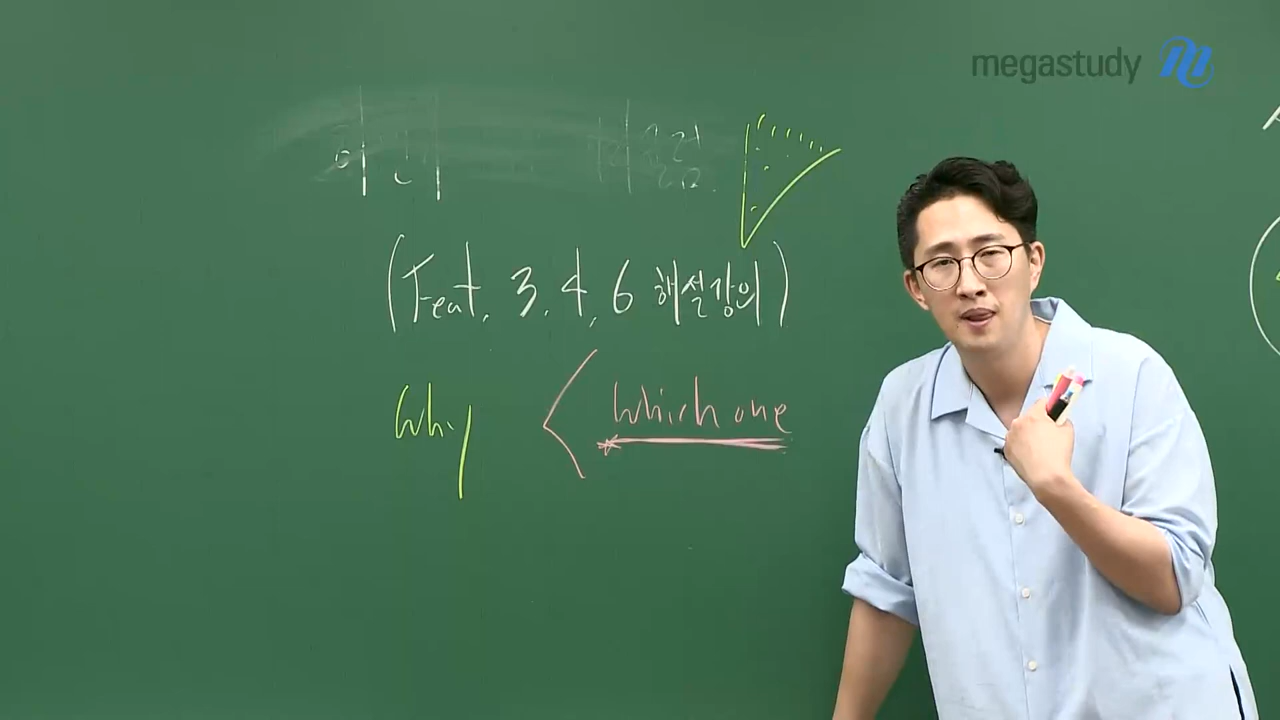 megastudy
(Feat. 3, 4, 6 해설강의)
Why < Which one